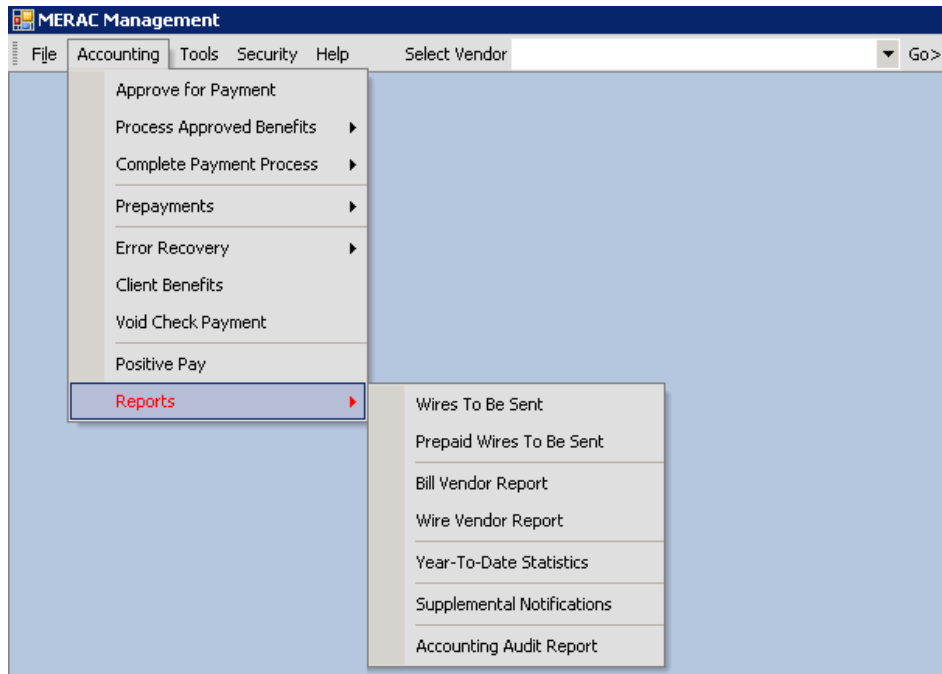 MERAC Management
File Accounting Tools Security Help Select Vendor Go>
Approve for Payment
Process Approved Benefits
Complete Payment Process
Prepayments
Error Recovery
Client Benefits
Void Check Payment
Positive Pay
Reports
Wires To Be Sent
Prepaid Wires To Be Sent
Bill Vendor Report
Wire Vendor Report
Year-To-Date Statistics
Supplemental Notifications
Accounting Audit Report